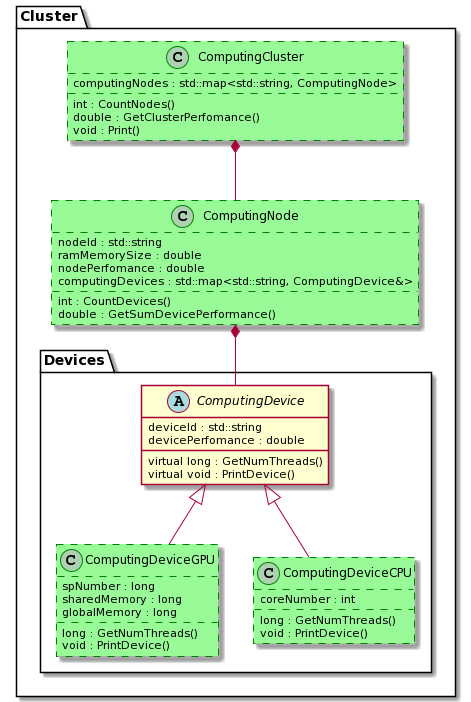 Cluster
C ComputingCluster
computingNodes : std::map<std::string, ComputingNode>
int : CountNodes()
double : GetClusterPerfomance()
void : Print()
C ComputingNode
nodeId : std::string
ramMemorySize : double
nodePerfomance : double
computingDevices : std::map<std::string, ComputingDevice&>
int : CountDevices()
double : GetSumDevicePerformance()
Devices
A ComputingDevice
deviceId : std::string
devicePerfomance : double
virtual long : GetNumThreads()
virtual void : PrintDevice()
C ComputingDeviceGPU
spNumber : long
sharedMemory : long
globalMemory : long
long : GetNumThreads()
void : PrintDevice()
C ComputingDeviceCPU
coreNumber : int
long : GetNumThreads()
void : PrintDevice()